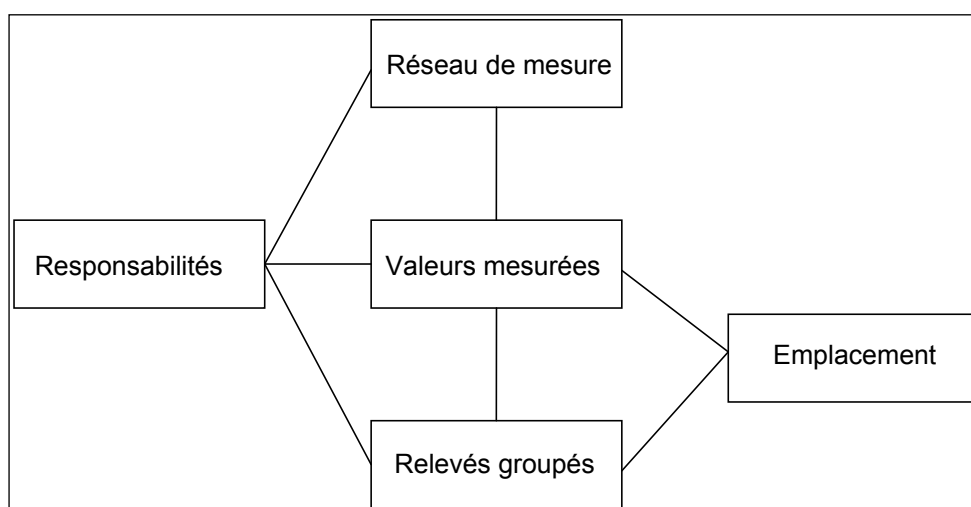 Réseau de mesure
Responsabilités
Valeurs mesurées
Emplacement
Relevés groupés